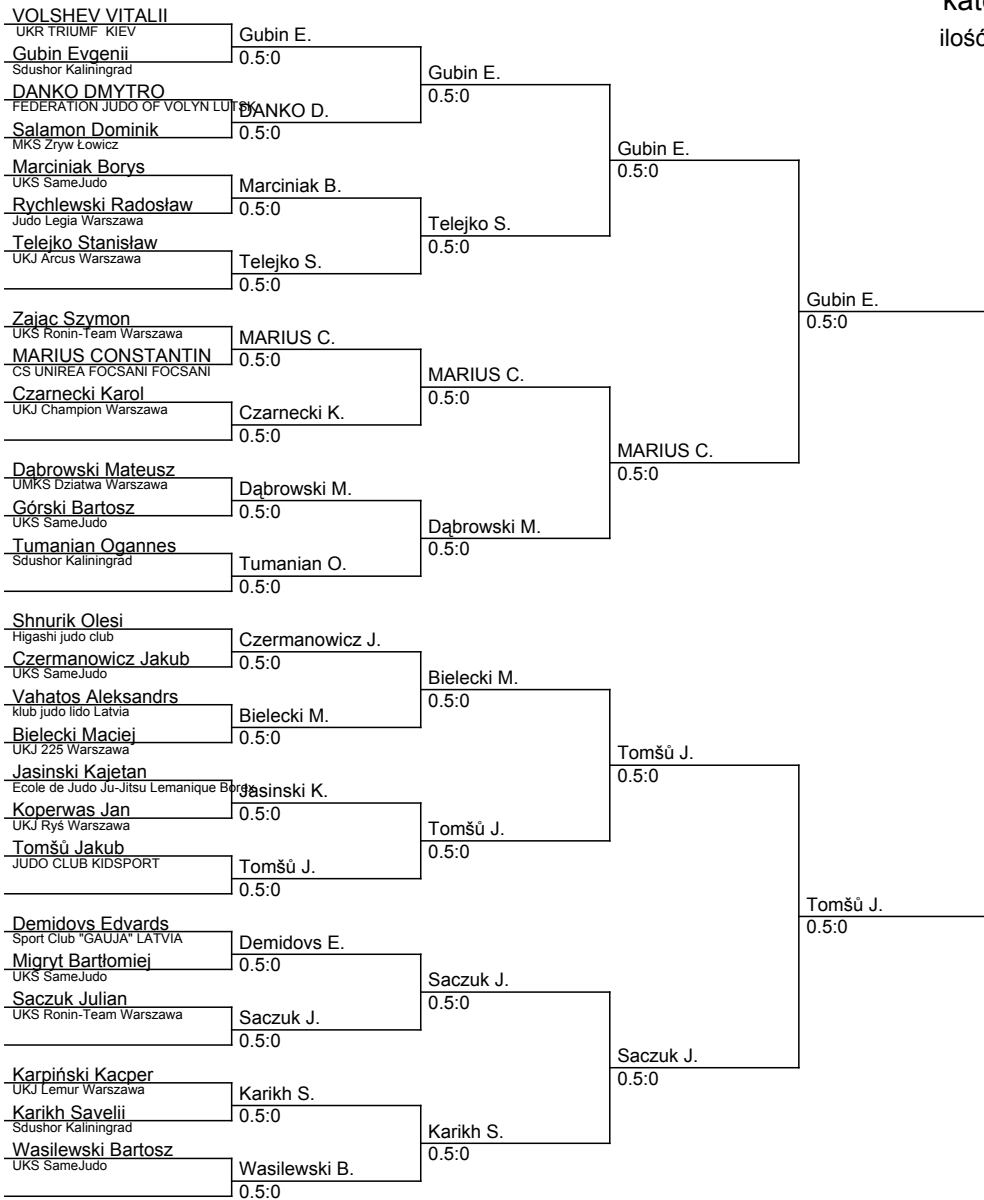 VOLSHEV VITALII
UKR TRIUMF KIEV
Gubin Evgenii
Sdushor Kaliningrad
DANKO DMYTRO
FEDERATION JUDO OF VOLYN LUTSK
Salamon Dominik
MKS Zryw Łowicz
Marciniak Borys
UKS SameJudo
Rychlewski Radosław
Judo Legia Warszawa
Telejko Stanisław
UKJ Arcus Warszawa
Zając Szymon
UKS Ronin-Team Warszawa
MARIUS CONSTANTIN
CS UNIREA FOCSANI FOCSANI
Czarnecki Karol
UKJ Champion Warszawa
Dąbrowski Mateusz
UMKS Dziatwa Warszawa
Górski Bartosz
UKS SameJudo
Tumanian Ogannes
Sdushor Kaliningrad
Shnurik Olesi
Higashi judo club
Czermanowicz Jakub
UKS SameJudo
Vahatos Aleksandrs
klub judo lido Latvia
Bielecki Maciej
UKJ 225 Warszawa
Jasinski Kajetan
Ecole de Judo Ju-Jitsu Lemanique Borex
Koperwas Jan
UKJ Ryś Warszawa
Tomšů Jakub
JUDO CLUB KIDSPORT
Demidovs Edvards
Sport Club "GAUJA" LATVIA
Migryt Bartłomiej
UKS SameJudo
Saczuk Julian
UKS Ronin-Team Warszawa
Karpiński Kacper
UKJ Lemur Warszawa
Karikh Savelii
Sdushor Kaliningrad
Wasilewski Bartosz
UKS SameJudo
Gubin E.
0.5:0
DANKO D.
0.5:0
Marciniak B.
0.5:0
Telejko S.
0.5:0
MARIUS C.
0.5:0
Czarnecki K.
0.5:0
Dąbrowski M.
0.5:0
Tumanian O.
0.5:0
Czermanowicz J.
0.5:0
Bielecki M.
0.5:0
Jasinski K.
0.5:0
Tomšů J.
0.5:0
Demidovs E.
0.5:0
Saczuk J.
0.5:0
Karikh S.
0.5:0
Wasilewski B.
0.5:0
Gubin E.
0.5:0
Telejko S.
0.5:0
MARIUS C.
0.5:0
Dąbrowski M.
0.5:0
Bielecki M.
0.5:0
Tomšů J.
0.5:0
Saczuk J.
0.5:0
Karikh S.
0.5:0
Gubin E.
0.5:0
MARIUS C.
0.5:0
Tomšů J.
0.5:0
Saczuk J.
0.5:0
Gubin E.
0.5:0
Tomšů J.
0.5:0
ilość